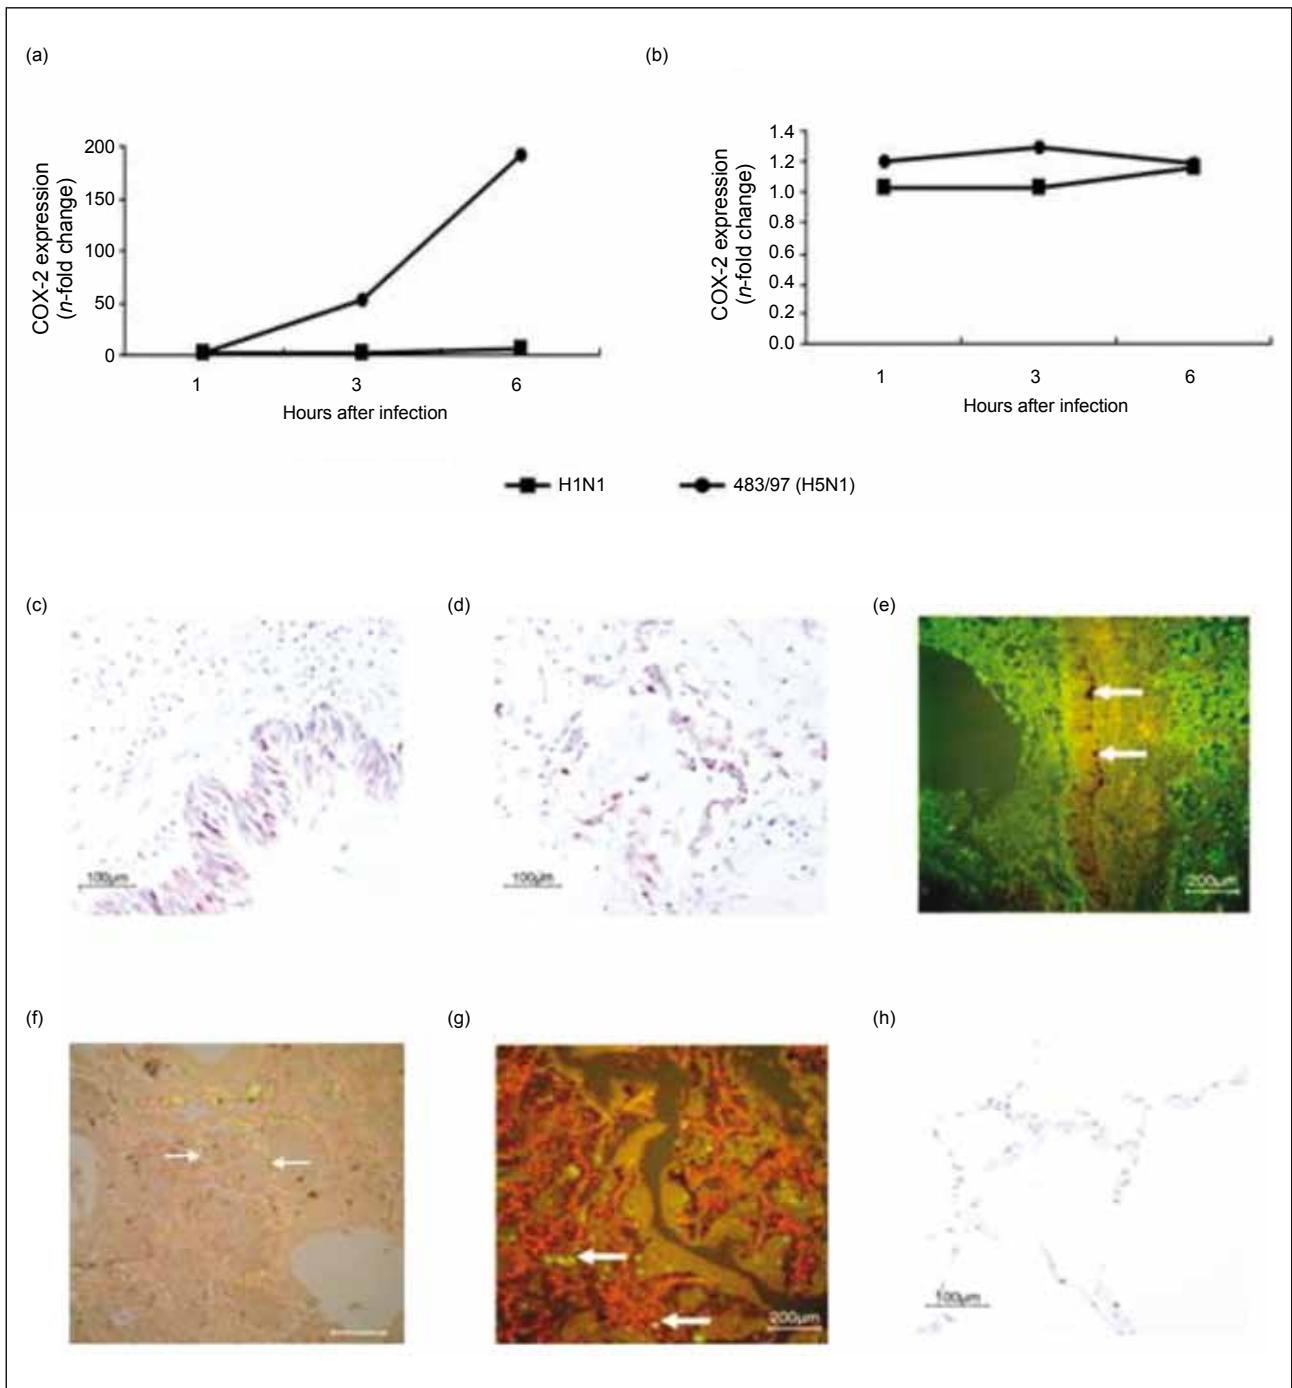 (a)
(b)
COX-2 expression
(n-fold change)
200
150
100
50
0
1
3
6
Hours after infection
COX-2 expression
(n-fold change)
1.4
1.2
1.0
0.8
0.6
0.4
0.2
0.0
1
3
6
Hours after infection
H1N1
483/97 (H5N1)
(c)
(d)
(e)
100µm
100µm
200µm
(f)
(g)
(h)
200µm
100µm